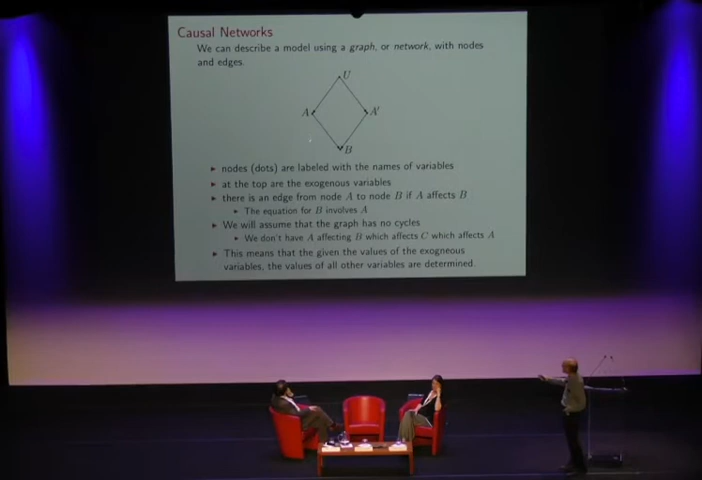 Causal Networks
We can describe a model using a graph, or network, with nodes
and edges
U
A A'
B
nodes (dots) are labeled with the names of variables
at the top are the exogenous variables
there is an edge from node A to node B if A affects B
The equation for B involves A
We will assume that the graph has no cycles
We don't have A affecting B which affects C which affects A
This means that the given the values of the exogneous
variables, the values of all other variables are determined.